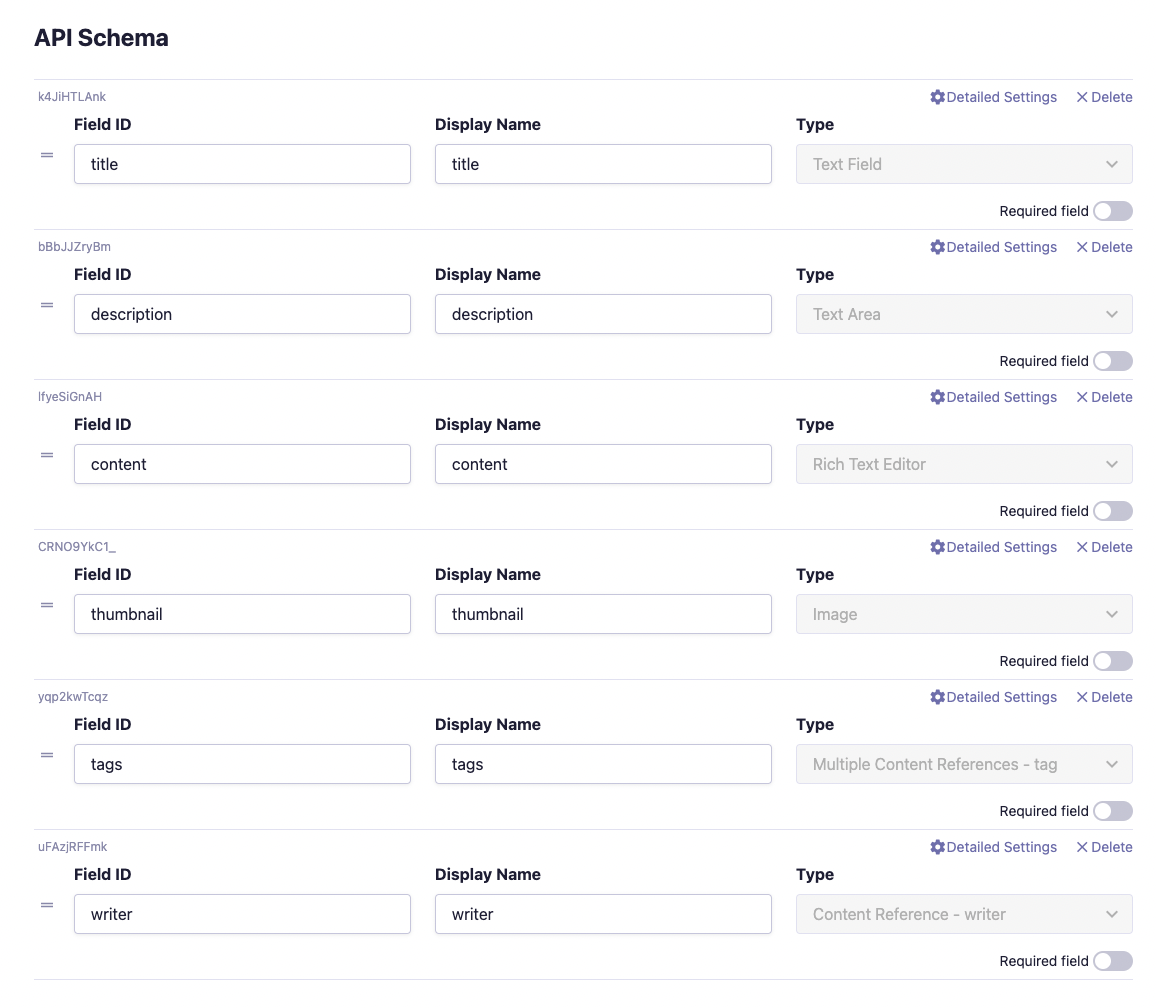 API Schema
k4JiHTLAnk Detailed Settings Delete
Field ID Display Name Type
title title Text Field
Required field
bBbJJZryBm Detailed Settings Delete
Field ID Display Name Type
description description Text Area
Required field
lfyeSiGnAH Detailed Settings Delete
Field ID Display Name Type
content content Rich Text Editor
Required field
CRNO9YkC1_ Detailed Settings Delete
Field ID Display Name Type
thumbnail thumbnail Image
Required field
yqp2kwTcqz Detailed Settings Delete
Field ID Display Name Type
tags tags Multiple Content References - tag
Required field
uFAzjRFFmk Detailed Settings Delete
Field ID Display Name Type
writer writer Content Reference - writer
Required field